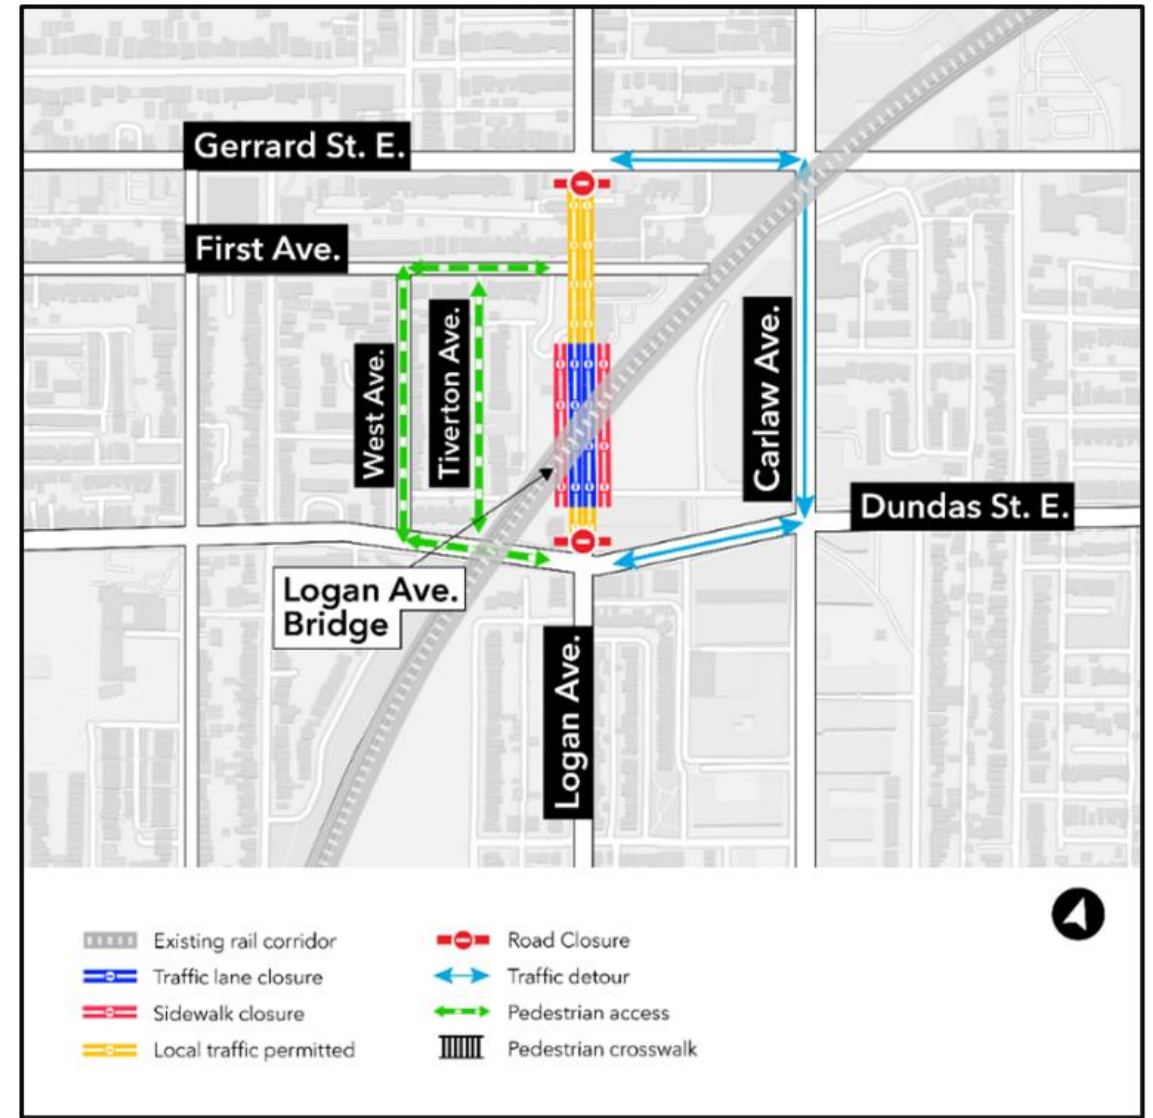 Gerrard St. E.
First Ave.
West Ave.
Tiverton Ave.
Carlaw Ave.
Dundas St. E.
Logan Ave.
Bridge
Logan Ave.
Existing rail corridor
Traffic lane closure
Sidewalk closure
Local traffic permitted
Road Closure
Traffic detour
Pedestrian access
Pedestrian crosswalk